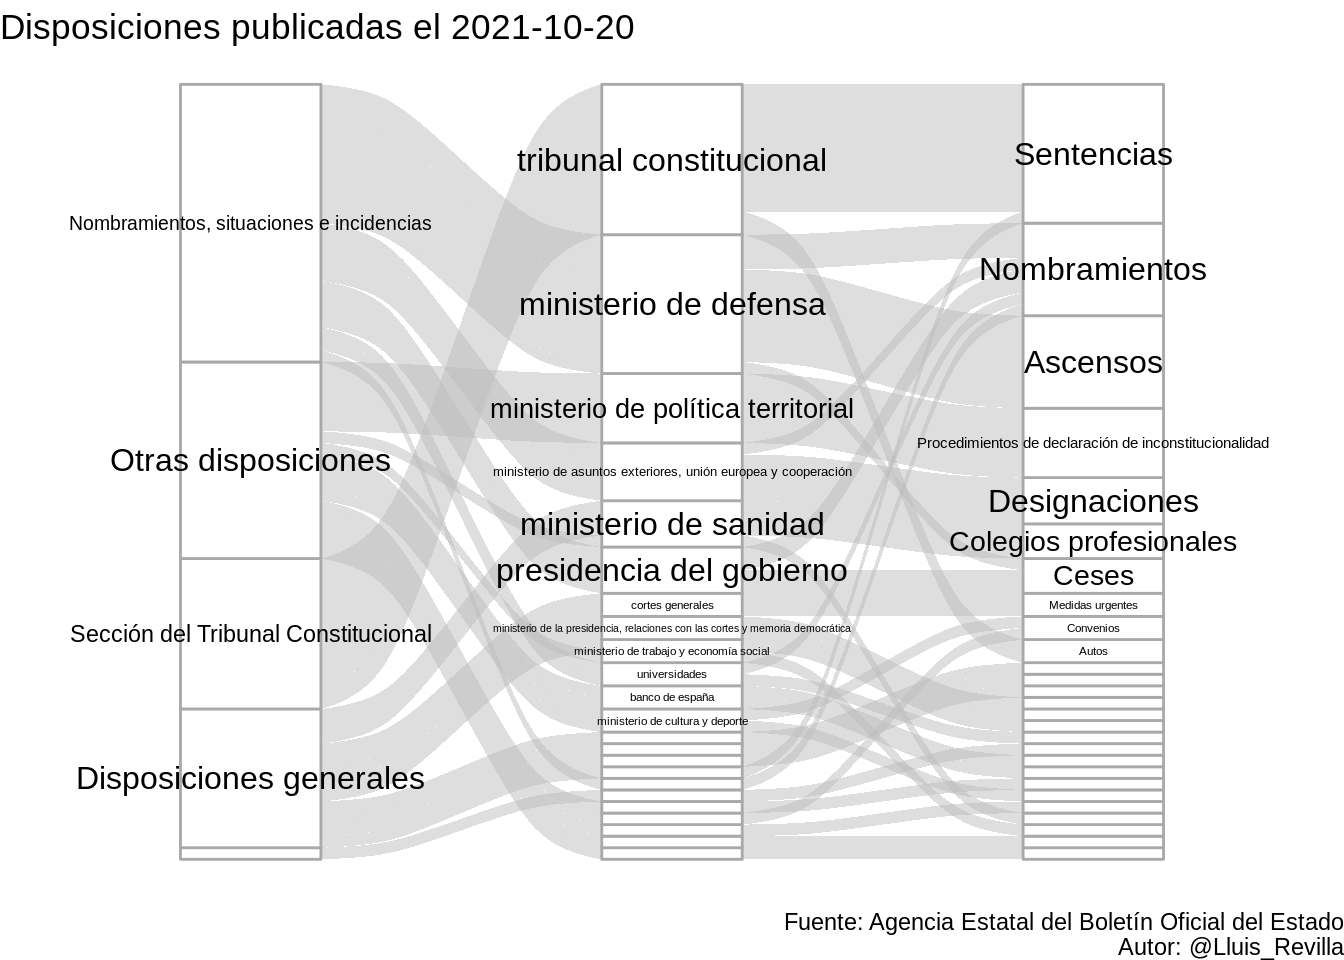 Disposiciones publicadas el 2021-10-20
Nombramientos, situaciones e incidencias
Otras disposiciones
Sección del Tribunal Constitucional
Disposiciones generales
tribunal constitucional
ministerio de defensa
ministerio de política territorial
ministerio de asuntos exteriores, unión europea y cooperación
ministerio de sanidad
presidencia del gobierno
cortes generales
ministerio de la presidencia, relaciones con las cortes y memoria democrática
ministerio de trabajo y economía social
universidades
banco de españa
ministerio de cultura y deporte
Sentencias
Nombramientos
Ascensos
Procedimientos de declaración de inconstitucionalidad
Designaciones
Colegios profesionales
Ceses
Medidas urgentes
Convenios
Autos
Fuente: Agencia Estatal del Boletín Oficial del Estado
Autor: @Lluis_Revilla